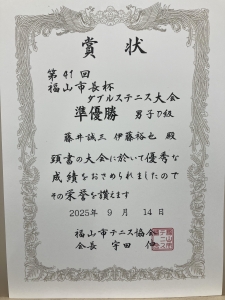 賞状
第41回
福山市長杯
ダブルステニス大会
準優勝 男子D級
藤井誠三 伊藤裕也 殿
頭書の大会に於いて優秀な
成績をおさめられましたので
その栄誉を讃えます
2025年 9月 14日
福山市テニス協会
会長 宇田 伸